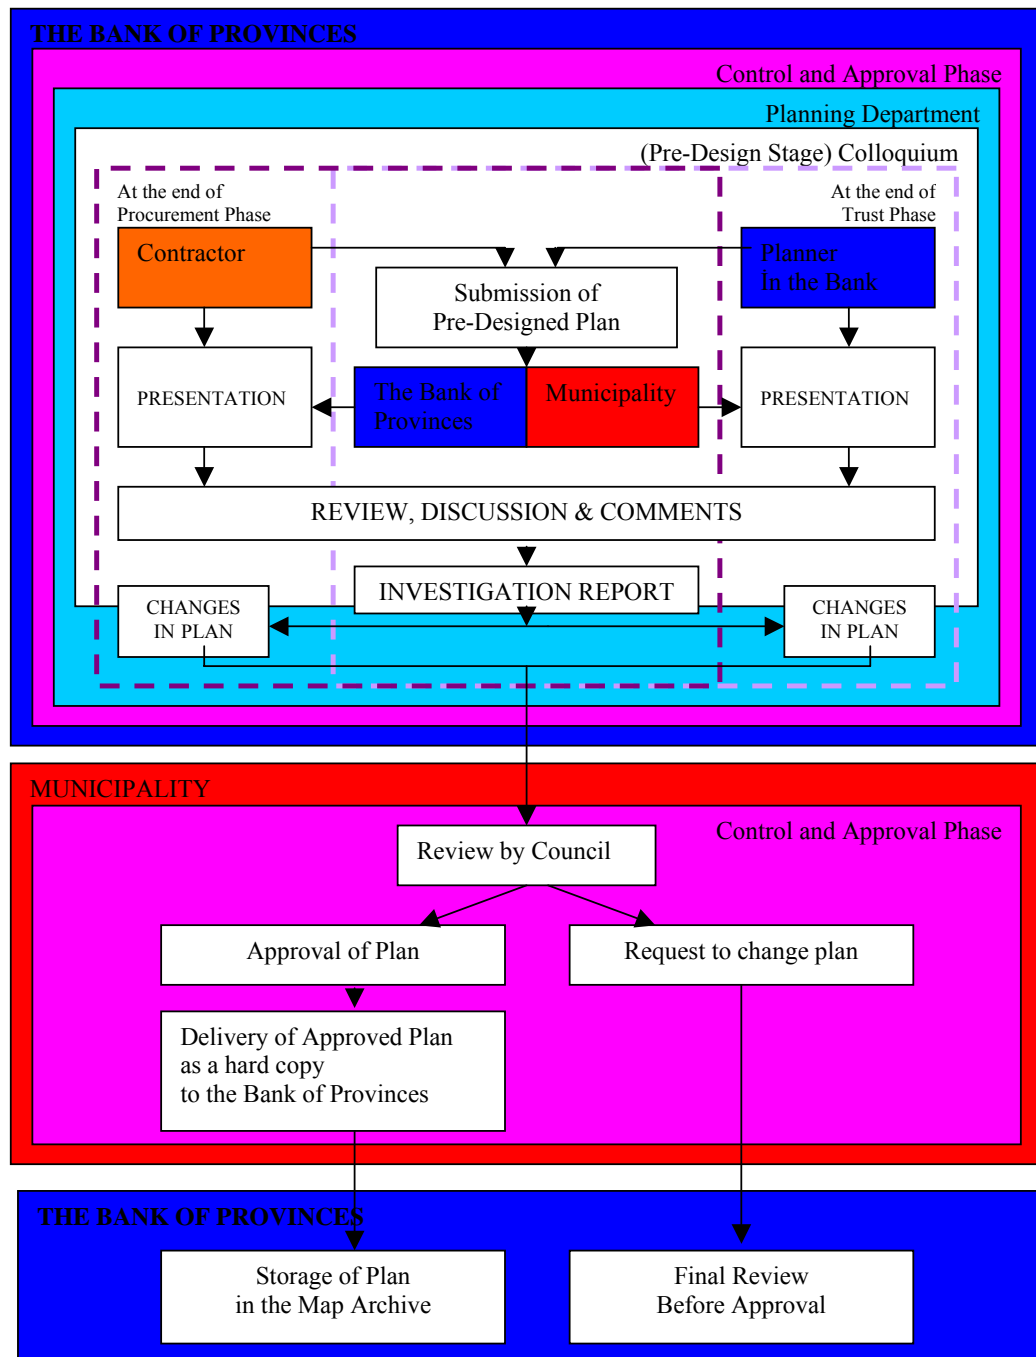 THE BANK OF PROVINCES
Control and Approval Phase
Planning Department
(Pre-Design Stage) Colloquium
At the end of
Procurement Phase
At the end of
Trust Phase
Contractor
Planner
İn the Bank
Submission of
Pre-Designed Plan
PRESENTATION
The Bank of
Provinces
Municipality
PRESENTATION
REVIEW, DISCUSSION & COMMENTS
INVESTIGATION REPORT
CHANGES
IN PLAN
CHANGES
IN PLAN
MUNICIPALITY
Control and Approval Phase
Review by Council
Approval of Plan
Request to change plan
Delivery of Approved Plan
as a hard copy
to the Bank of Provinces
THE BANK OF PROVINCES
Storage of Plan
in the Map Archive
Final Review
Before Approval